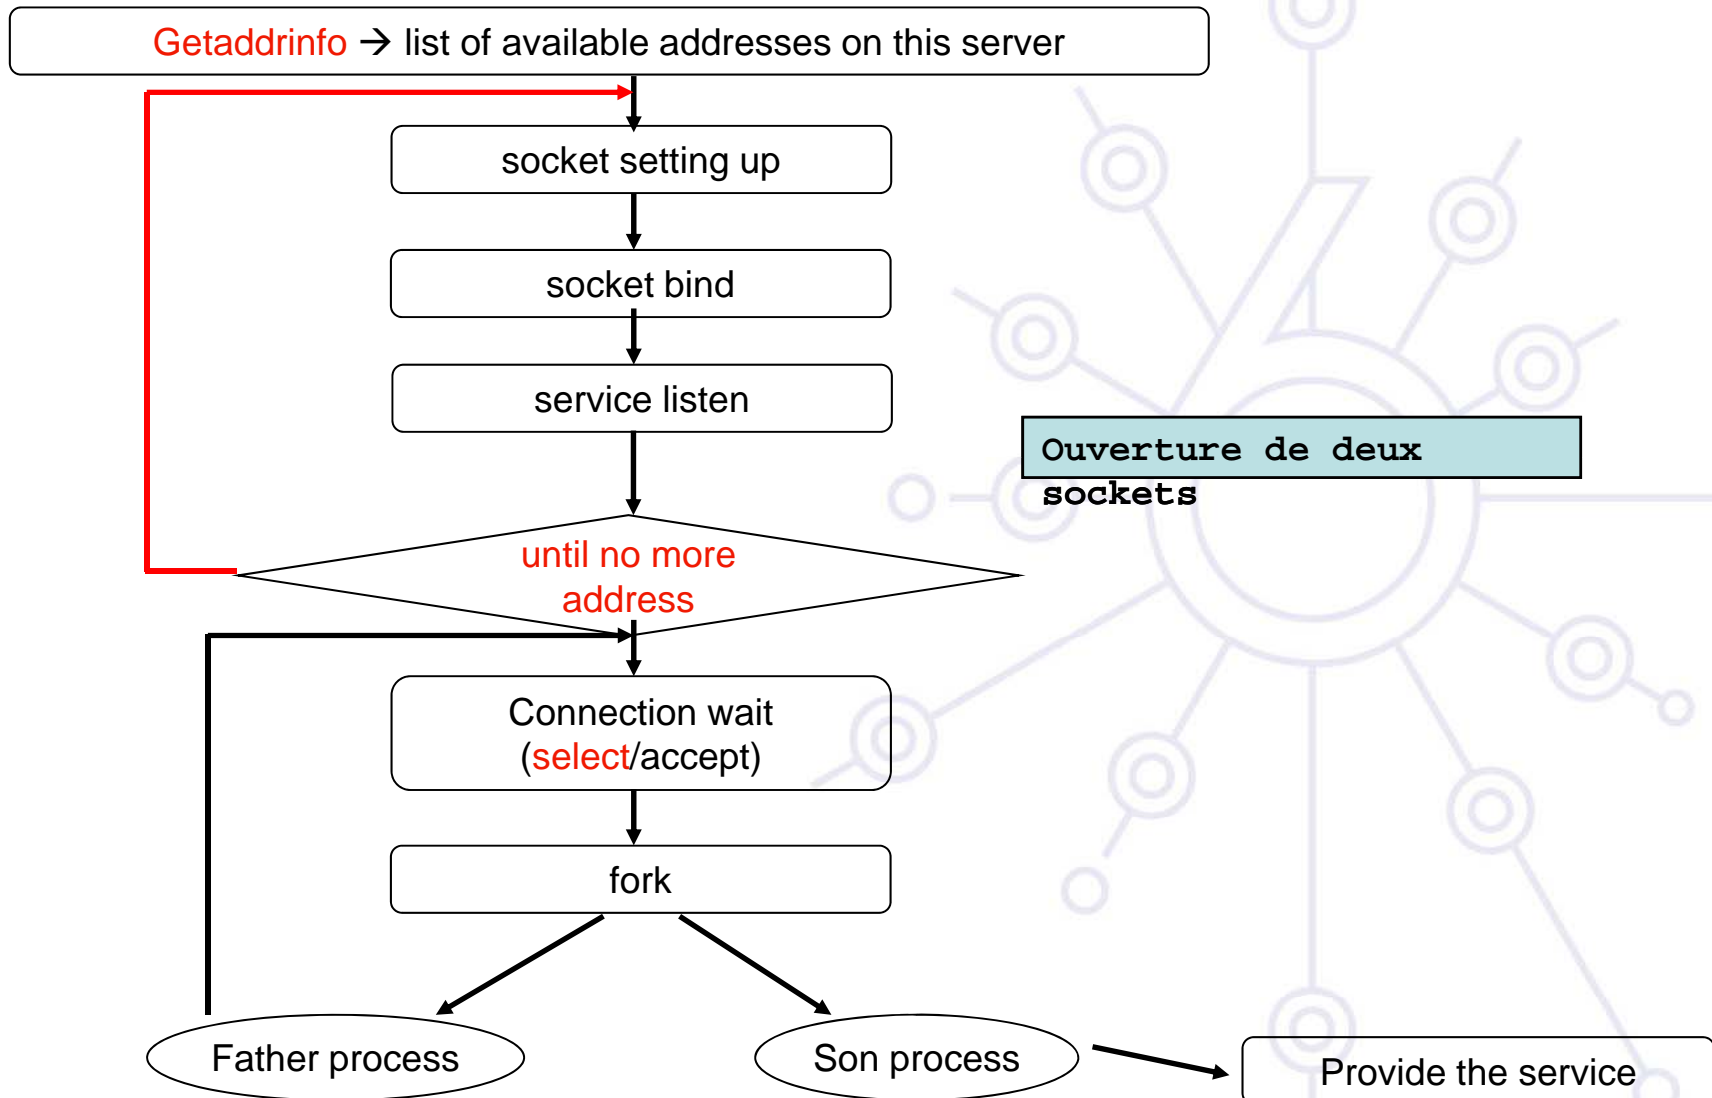 Getaddrinfo → list of available addresses on this server
socket setting up
socket bind
service listen
Ouverture de deux
sockets
until no more
address
Connection wait
(select/accept)
fork
Father process
Son process
Provide the service